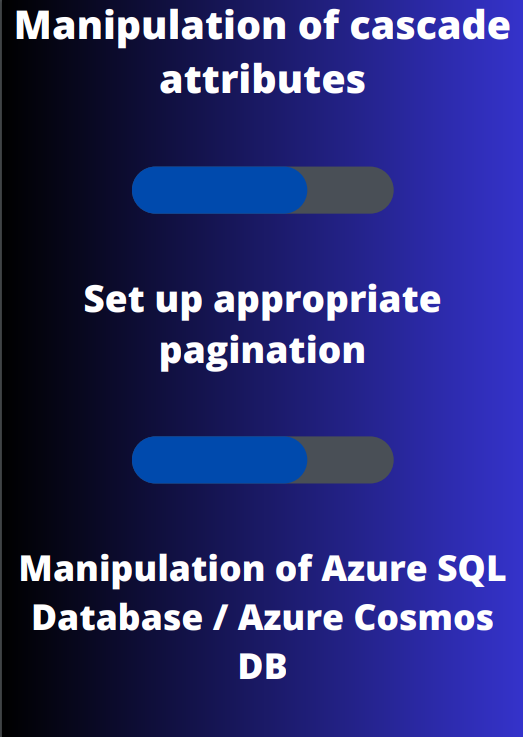 Manipulation of cascade
attributes
Set up appropriate
pagination
Manipulation of Azure SQL
Database / Azure Cosmos
DB